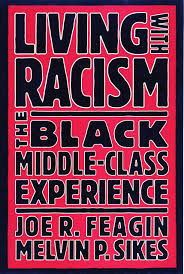 LIVING
WITH
RACISM
THE BLACK
MIDDLE-CLASS
EXPERIENCE
JOE R. FEAGIN
MELVIN P. SIKES